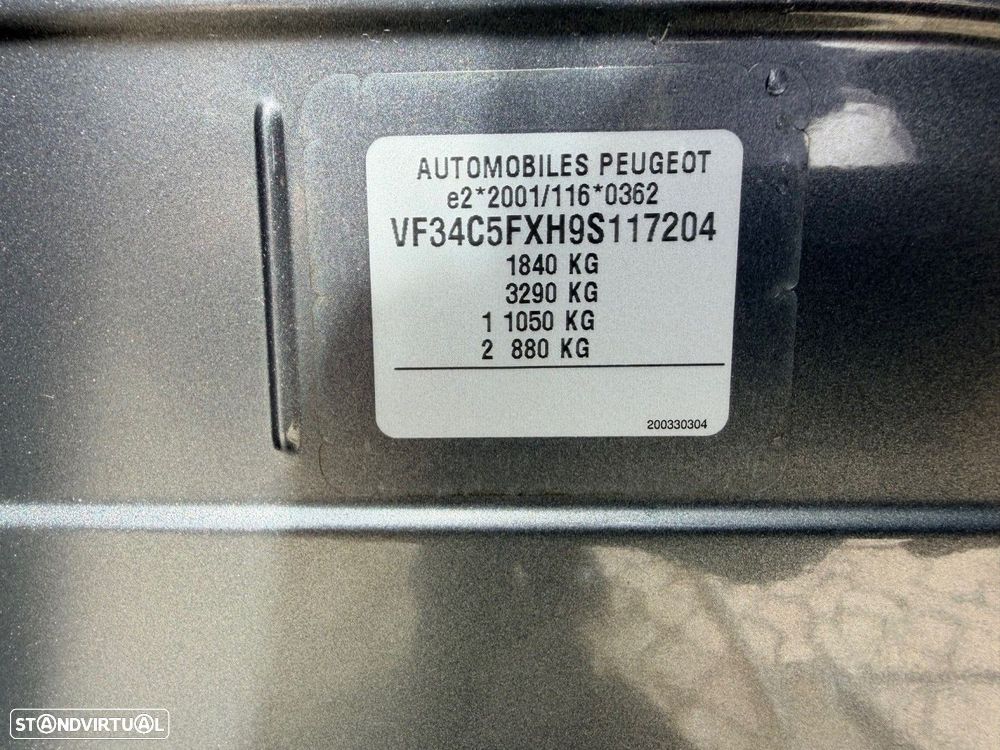 AUTOMOBILES PEUGEOT
e2*2001/116*0362
VF34C5FXH9S117204
1840 KG
3290 KG
1 1050 KG
2 880 KG
200330304
STANDVIRTUAL